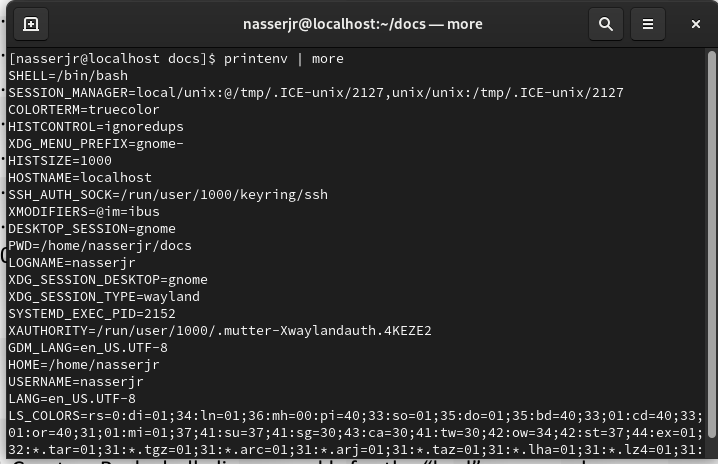 nasserjr@localhost:~/docs — more
[nasserjr@localhost docs]$ printenv | more
SHELL=/bin/bash
SESSION_MANAGER=local/unix:@/tmp/.ICE-unix/2127,unix/unix:/tmp/.ICE-unix/2127
COLORTERM=truecolor
HISTCONTROL=ignoredups
XDG_MENU_PREFIX=gnome-
HISTSIZE=1000
HOSTNAME=localhost
SSH_AUTH_SOCK=/run/user/1000/keyring/ssh
XMODIFIERS=@im=ibus
DESKTOP_SESSION=gnome
PWD=/home/nasserjr/docs
LOGNAME=nasserjr
XDG_SESSION_DESKTOP=gnome
XDG_SESSION_TYPE=wayland
SYSTEMD_EXEC_PID=2152
XAUTHORITY=/run/user/1000/.mutter-Xwaylandauth.4KEZE2
GDM_LANG=en_US.UTF-8
HOME=/home/nasserjr
USERNAME=nasserjr
LANG=en_US.UTF-8
LS_COLORS=rs=0:di=01;34:ln=01;36:mh=00:pi=40;33:so=01;35:do=01;35:bd=40;33;01:cd=40;33;
01:or=40;31;01:mi=01;37;41:su=37;41:sg=30;43:ca=30;41:tw=30;42:ow=34;42:st=37;44:ex=01;
32:*.tar=01;31:*.tgz=01;31:*.arc=01;31:*.arj=01;31:*.taz=01;31:*.lha=01;31:*.lz4=01;31: